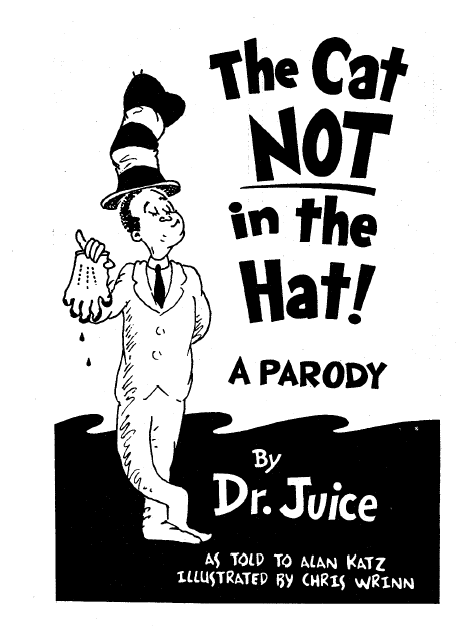 The Cat
NOT
in the
Hat!
A PARODY
By
Dr. Juice
AS TOLD TO ALAN KATZ
ILLUSTRATED BY CHRIS WRINN